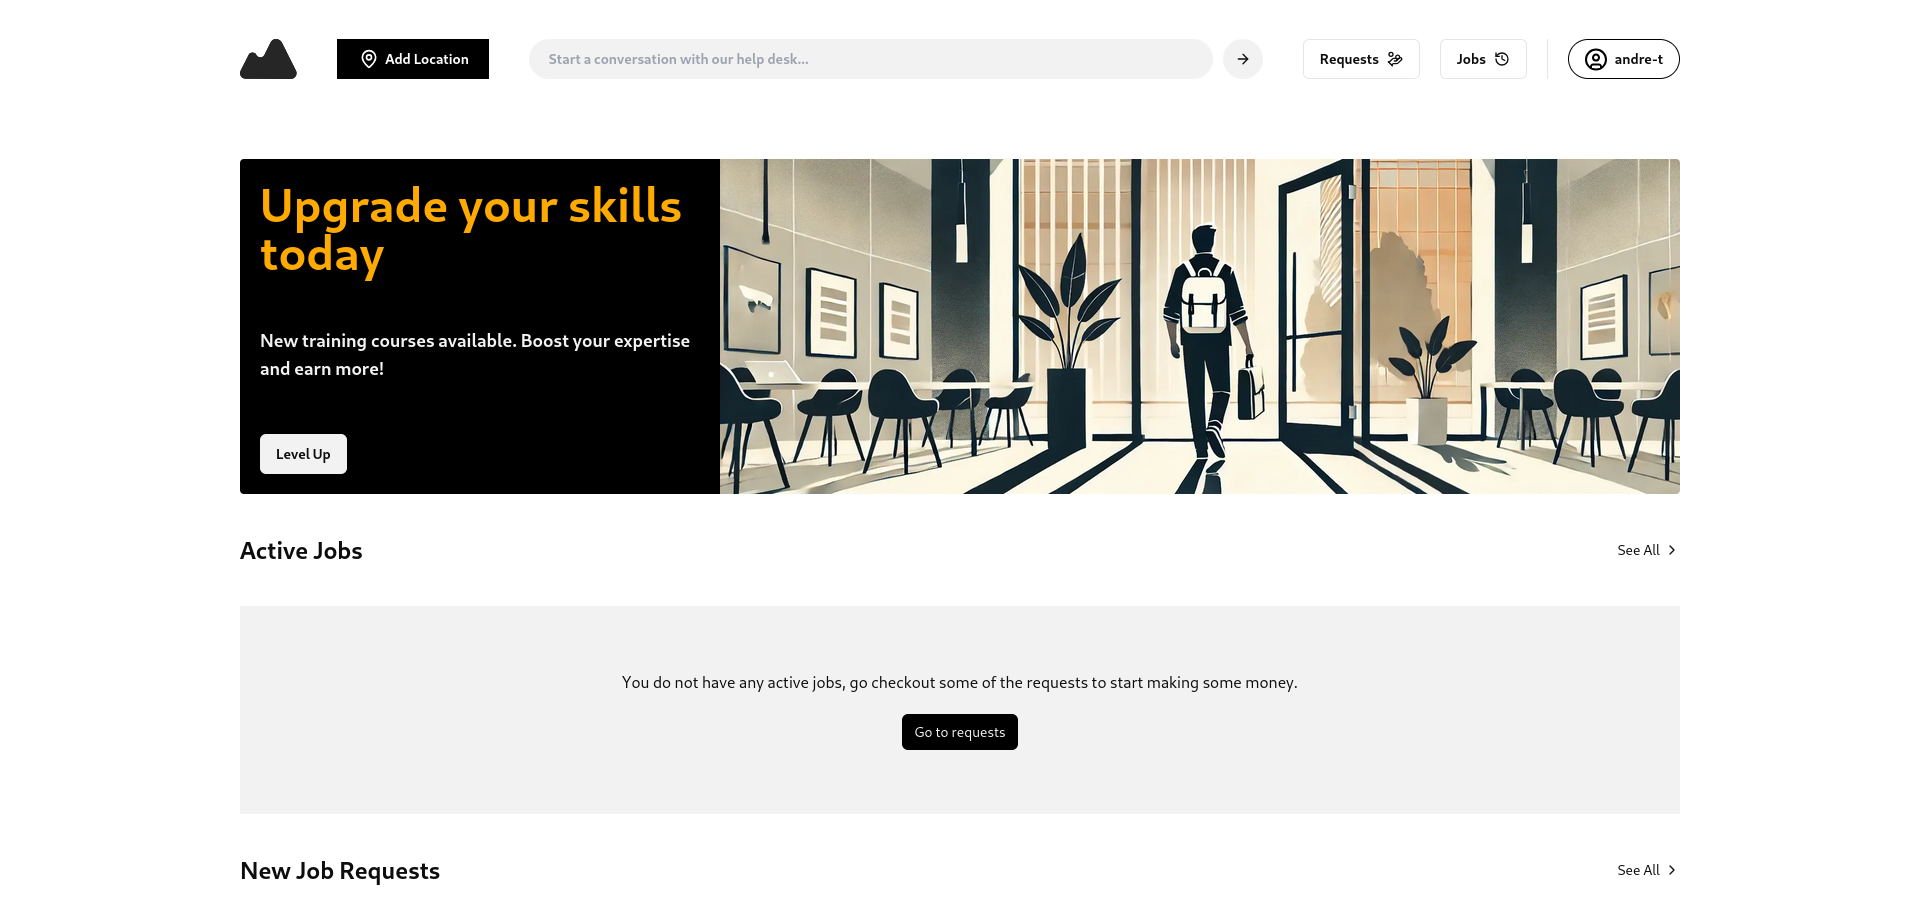 Add Location
Start a conversation with our help desk...
Requests
Jobs
andre-t
Upgrade your skills
today
New training courses available. Boost your expertise
and earn more!
Level Up
Active Jobs
See All
You do not have any active jobs, go checkout some of the requests to start making some money.
Go to requests
New Job Requests
See All